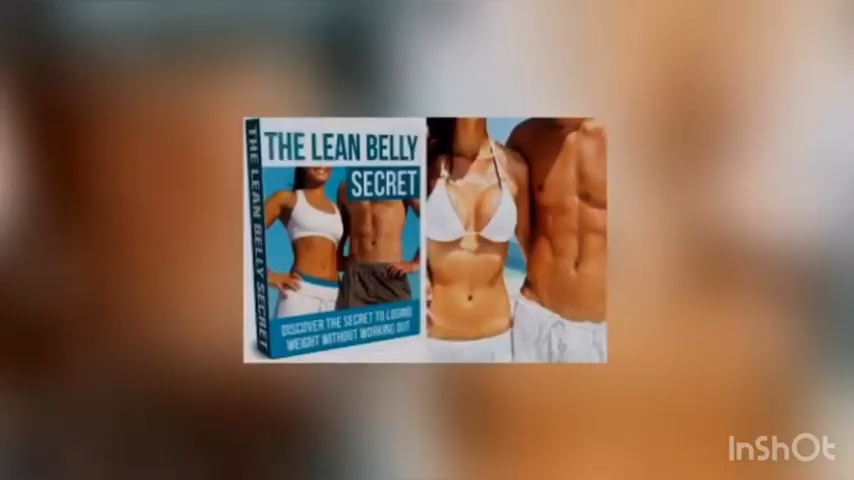 THE LEAN BELLY
SECRET
THE LEAN BELLY SECRET
DISCOVER THE SECRET TO LOSING
WEIGHT WITHOUT WORKING OUT
InShOt